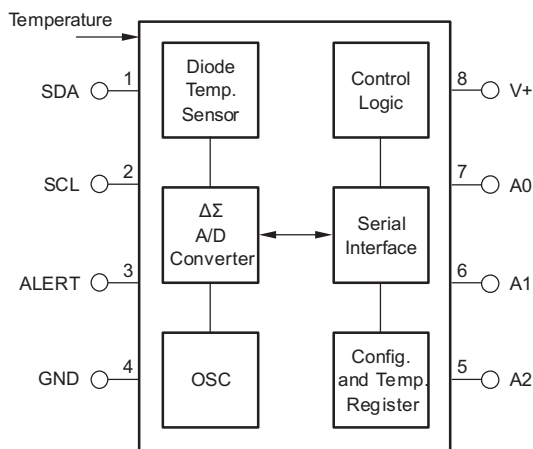 Temperature
1
SDA
Diode
Temp.
Sensor
Control
Logic
8
V+
2
SCL
ΔΣ
A/D
Converter
Serial
Interface
7
A0
3
ALERT
6
A1
4
GND
OSC
Config.
and Temp.
Register
5
A2